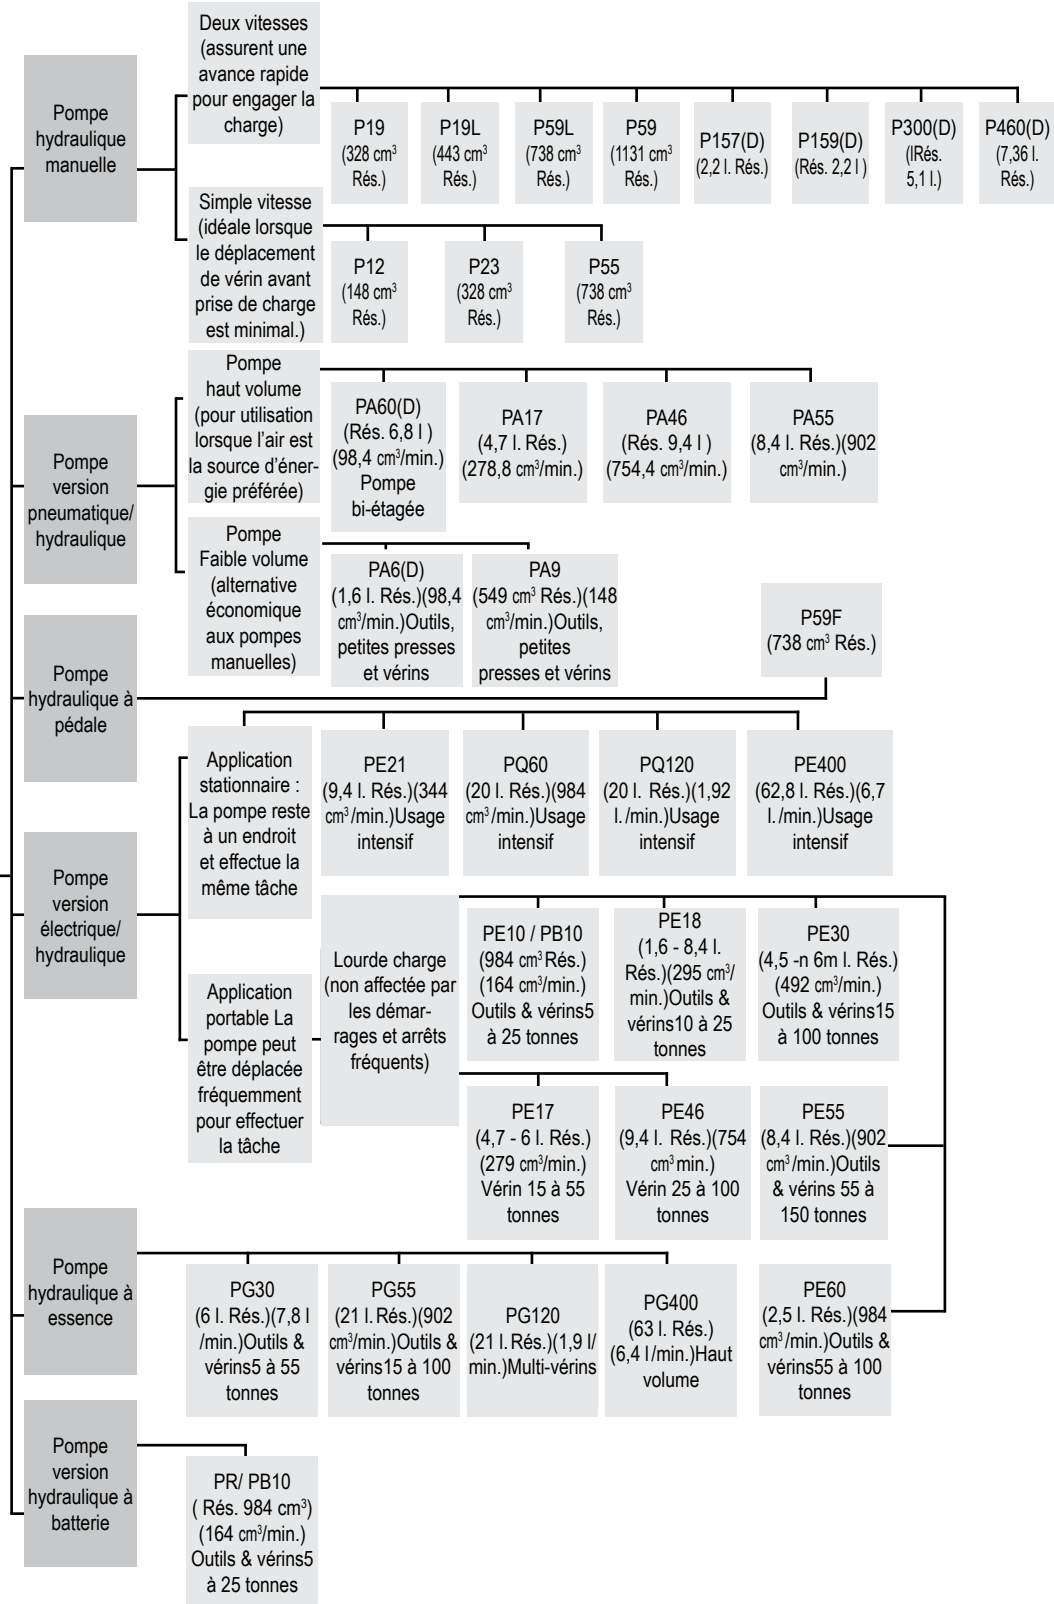 Pompe
hydraulique
manuelle
Deux vitesses
(assurent une
avance rapide
pour engager la
charge)
P19
(328 cm³
Rés.)
P19L
(443 cm³
Rés.)
P59L
(738 cm³
Rés.)
P59
(1131 cm³
Rés.)
P157(D)
(2,2 l. Rés.)
P159(D)
(Rés. 2,2 l )
P300(D)
(lRés.
5,1 l.)
P460(D)
(7,36 l.
Rés.)
Simple vitesse
(idéale lorsque
le déplacement
de vérin avant
prise de charge
est minimal.)
P12
(148 cm³
Rés.)
P23
(328 cm³
Rés.)
P55
(738 cm³
Rés.)
Pompe
version
pneumatique/
hydraulique
Pompe
haut volume
(pour utilisation
lorsque l'air est
la source d'éner-
gie préférée)
PA60(D)
(Rés. 6,8 l )
(98,4 cm³/min.)
Pompe
bi-étagée
PA17
(4,7 l. Rés.)
(278,8 cm³/min.)
PA46
(Rés. 9,4 l )
(754,4 cm³/min.)
PA55
(8,4 l. Rés.)(902
cm³/min.)
Pompe
Faible volume
(alternative
économique
aux pompes
manuelles)
PA6(D)
(1,6 l. Rés.)(98,4
cm³/min.)Outils,
petites presses
et vérins
PA9
(549 cm³ Rés.)(148
cm³/min.)Outils,
petites
presses et vérins
Pompe
hydraulique à
pédale
P59F
(738 cm³ Rés.)
Pompe
version
électrique/
hydraulique
Application
stationnaire :
La pompe reste
à un endroit
et effectue la
même tâche
PE21
(9,4 l. Rés.)(344
cm³/min.)Usage
intensif
PQ60
(20 l. Rés.)(984
cm³/min.)Usage
intensif
PQ120
(20 l. Rés.)(1,92
l./min.)Usage
intensif
PE400
(62,8 l. Rés.)(6,7
l./min.)Usage
intensif
Application
portable La
pompe peut
être déplacée
fréquemment
pour effectuer
la tâche
Lourde charge
(non affectée par
les démar-
rages et arrêts
fréquents)
PE10 / PB10
(984 cm³ Rés.)
(164 cm³/min.)
Outils & vérins5
à 25 tonnes
PE18
(1,6 - 8,4 l.
Rés.)(295 cm³/
min.)Outils &
vérins10 à 25
tonnes
PE30
(4,5 -n 6m l. Rés.)
(492 cm³/min.)
Outils & vérins15
à 100 tonnes
PE17
(4,7 - 6 l. Rés.)
(279 cm³/min.)
Vérin 15 à 55
tonnes
PE46
(9,4 l. Rés.)(754
cm³ min.)
Vérin 25 à 100
tonnes
PE55
(8,4 l. Rés.)(902
cm³/min.)Outils
& vérins 55 à
150 tonnes
PE60
(2,5 l. Rés.)(984
cm³/min.)Outils &
vérins55 à 100
tonnes
Pompe
hydraulique à
essence
PG30
(6 l. Rés.)(7,8 l
/min.)Outils &
vérins5 à 55
tonnes
PG55
(21 l. Rés.)(902
cm³/min.)Outils &
vérins15 à 100
tonnes
PG120
(21 l. Rés.)(1,9 l/
min.)Multi-vérins
PG400
(63 l. Rés.)
(6,4 l/min.)Haut
volume
Pompe
version
hydraulique à
batterie
PR/ PB10
( Rés. 984 cm³)
(164 cm³/min.)
Outils & vérins5
à 25 tonnes